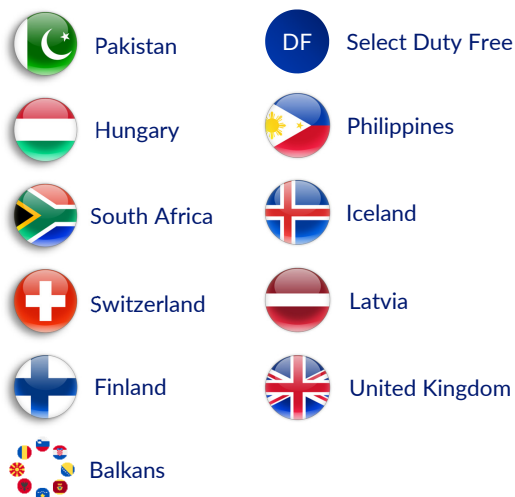 Pakistan
Hungary
South Africa
Switzerland
Finland
Balkans
DF Select Duty Free
Philippines
Iceland
Latvia
United Kingdom